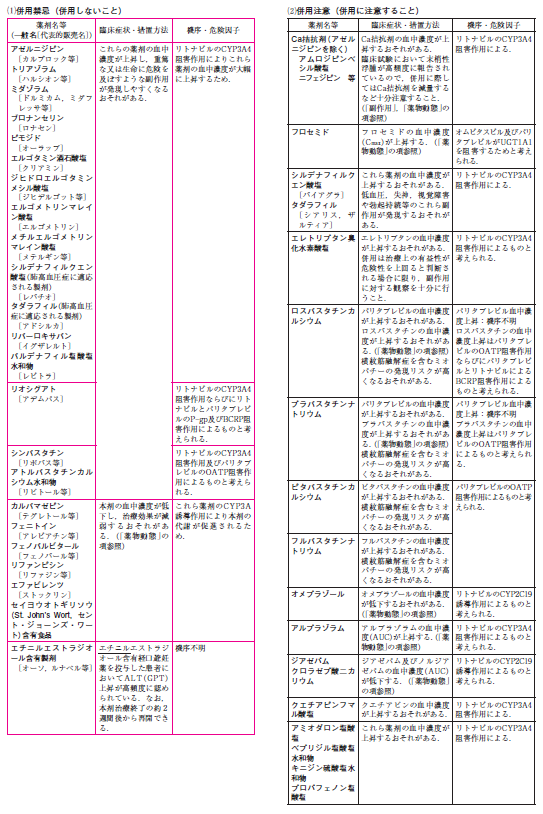 (1)併用禁忌(併用しないこと)
薬剤名等
(一般名[代表的販売名])
臨床症状・措置方法
機序・危険因子
アゼルニジピン
[カルブロック等]
トリアゾラム
[ハルシオン等]
ミダゾラム
[ドルミカム,ミダフ
レッサ等]
ブロナンセリン
[ロナセン]
ピモジド
[オーラップ]
エルゴタミン酒石酸塩
[クリアミン]
ジヒドロエルゴタミン
メシル酸塩
[ジヒデルゴット等]
エルゴメトリンマレイ
ン酸塩
[エルゴメトリン]
メチルエルゴメトリン
マレイン酸塩
[メテルギン等]
シルデナフィルクエン
酸塩(肺高血圧症に適応
される製剤)
[レバチオ]
タダラフィル(肺高血圧
症に適応される製剤)
[アドシルカ]
リバーロキサバン
[イグザレルト]
バルデナフィル塩酸塩
水和物
[レビトラ]
これらの薬剤の血中濃
度が上昇し,重篤
な又は生命に危険を
及ぼすような副作用
が発現しやすくなる
おそれがある.
リトナビルのCYP3A4
阻害作用によりこれら
薬剤の血中濃度が大幅
に上昇するため.
リオシグアト
[アデムパス]
リトナビルのCYP3A4
阻害作用ならびにリト
ナビルとパリタプレビ
ルのP-gp及びBCRP阻害
作用によるものと考え
られる.
シンバスタチン
[リポバス等]
アトルバスタチンカル
シウム水和物
[リピトール等]
リトナビルのCYP3A4
阻害作用及びパリタプ
レビルのOATP阻害作用
によるものと考えら
れる.
カルバマゼピン
[テグレトール等]
フェニトイン
[アレビアチン等]
フェノバルビタール
[フェノバール等]
リファンピシン
[リファジン等]
エファビレンツ
[ストックリン]
セイヨウオトギリソウ
(St. John's Wort,セン
ト・ジョーンズ・ワー
ト)含有食品
本剤の血中濃度が低
下し,治療効果が減
弱するおそれがあ
る.(「薬物動態」の
項参照)
これら薬剤のCYP3A
誘導作用により本剤の
代謝が促進されるた
め.
エチニルエストラジオ
ール含有製剤
[オーソ,ルナベル等]
エチニルエストラジ
オール含有経口避妊
薬を投与した患者に
おいてALT(GPT)
上昇が高頻度に認め
られている.なお,
本剤治療終了の約2
週間後から再開でき
る.
機序不明
(2)併用注意(併用に注意すること)
薬剤名等
臨床症状・措置方法
機序・危険因子
Ca拮抗剤(アゼル
ニジピンを除く)
アムロジピンベ
シル酸塩
ニフェジピン 等
Ca拮抗剤の血中濃度が
上昇するおそれがある.
臨床試験において末梢性
浮腫が高頻度に報告され
ているので,併用に際し
てはCa拮抗剤を減量する
など十分注意すること.
(「副作用」,「薬物動態」の
項参照)
リトナビルのCYP3A4
阻害作用による.
フロセミド
フロセミドの血中濃度
(Cmax)が上昇する.(「薬
物動態」の項参照)
オムビタスビル及びパリ
タプレビルがUGT1A1
を阻害するためと考え
られる.
シルデナフィルク
エン酸塩
[バイアグラ]
タダラフィル
[シアリス,ザ
ルティア]
これら薬剤の血中濃度が
上昇するおそれがある.
低血圧,失神,視覚障害
や勃起持続等のこれら副
作用が発現するおそれが
ある.
リトナビルのCYP3A4
阻害作用による.
エレトリプタン臭
化水素酸塩
エレトリプタンの血中濃
度が上昇するおそれがある.
併用は治療上の有益性が
危険性を上回ると判断さ
れる場合に限り,副作用
に対する観察を十分に行
うこと.
リトナビルのCYP3A4
阻害作用によるもの
と考えられる.
ロスバスタチンカ
ルシウム
パリタプレビルの血中濃度
が上昇するおそれがある.
ロスバスタチンの血中濃
度が上昇するおそれがあ
る.(「薬物動態」の項参照)
横紋筋融解症を含むミオ
パチーの発現リスクが
高くなるおそれがある.
パリタプレビル血中濃
度上昇:機序不明
ロスバスタチンの血中
濃度上昇はパリタプレ
ビルのOATP阻害作用
ならびにパリタプレビ
ルとリトナビルによる
BCRP阻害作用によるも
のと考えられる.
プラバスタチンナ
トリウム
パリタプレビルの血中濃
度が上昇するおそれがある.
プラバスタチンの血中濃
度が上昇するおそれがあ
る.(「薬物動態」の項参照)
横紋筋融解症を含むミオ
パチーの発現リスクが高
くなるおそれがある.
パリタプレビル血中濃度
上昇:機序不明
プラバスタチンの血中
濃度上昇はパリタプレ
ビルのOATP阻害作用
によるものと考えられ
る.
ピタバスタチンカ
ルシウム
ピタバスタチンの血中濃度
が上昇するおそれがある.
横紋筋融解症を含むミオ
パチーの発現リスクが高
くなるおそれがある.
パリタプレビルのOATP
阻害作用によるものと考
えられる.
フルバスタチンナ
トリウム
フルバスタチンの血中濃度
が上昇するおそれがある.
横紋筋融解症を含むミオ
パチーの発現リスクが
高くなるおそれがある.
オメプラゾール
オメプラゾールの血中濃度
が低下するおそれがある.
(「薬物動態」の項参照)
リトナビルのCYP2C19
誘導作用によるものと
考えられる.
アルプラゾラム
アルプラゾラムの血中濃度
(AUC)が上昇する.(「薬
物動態」の項参照)
リトナビルのCYP3A4
阻害作用によるものと
考えられる.
ジアゼパム
クロラゼプ酸二カ
リウム
ジアゼパム及びノルジア
ゼパムの血中濃度(AUC)
が低下する.(「薬物動態」の
項参照)
リトナビルのCYP2C19
誘導作用によるものと
考えられる.
クエチアピンフマ
ル酸塩
クエチアピンの血中濃度
が上昇するおそれがある.
リトナビルのCYP3A4
阻害作用による.
アミオダロン塩酸
塩
ベプリジル塩酸塩
水和物
キニジン硫酸塩水
和物
プロパフェノン塩
酸塩
これら薬剤の血中濃度が
上昇するおそれがある.
リトナビルのCYP3A4
阻害作用による.